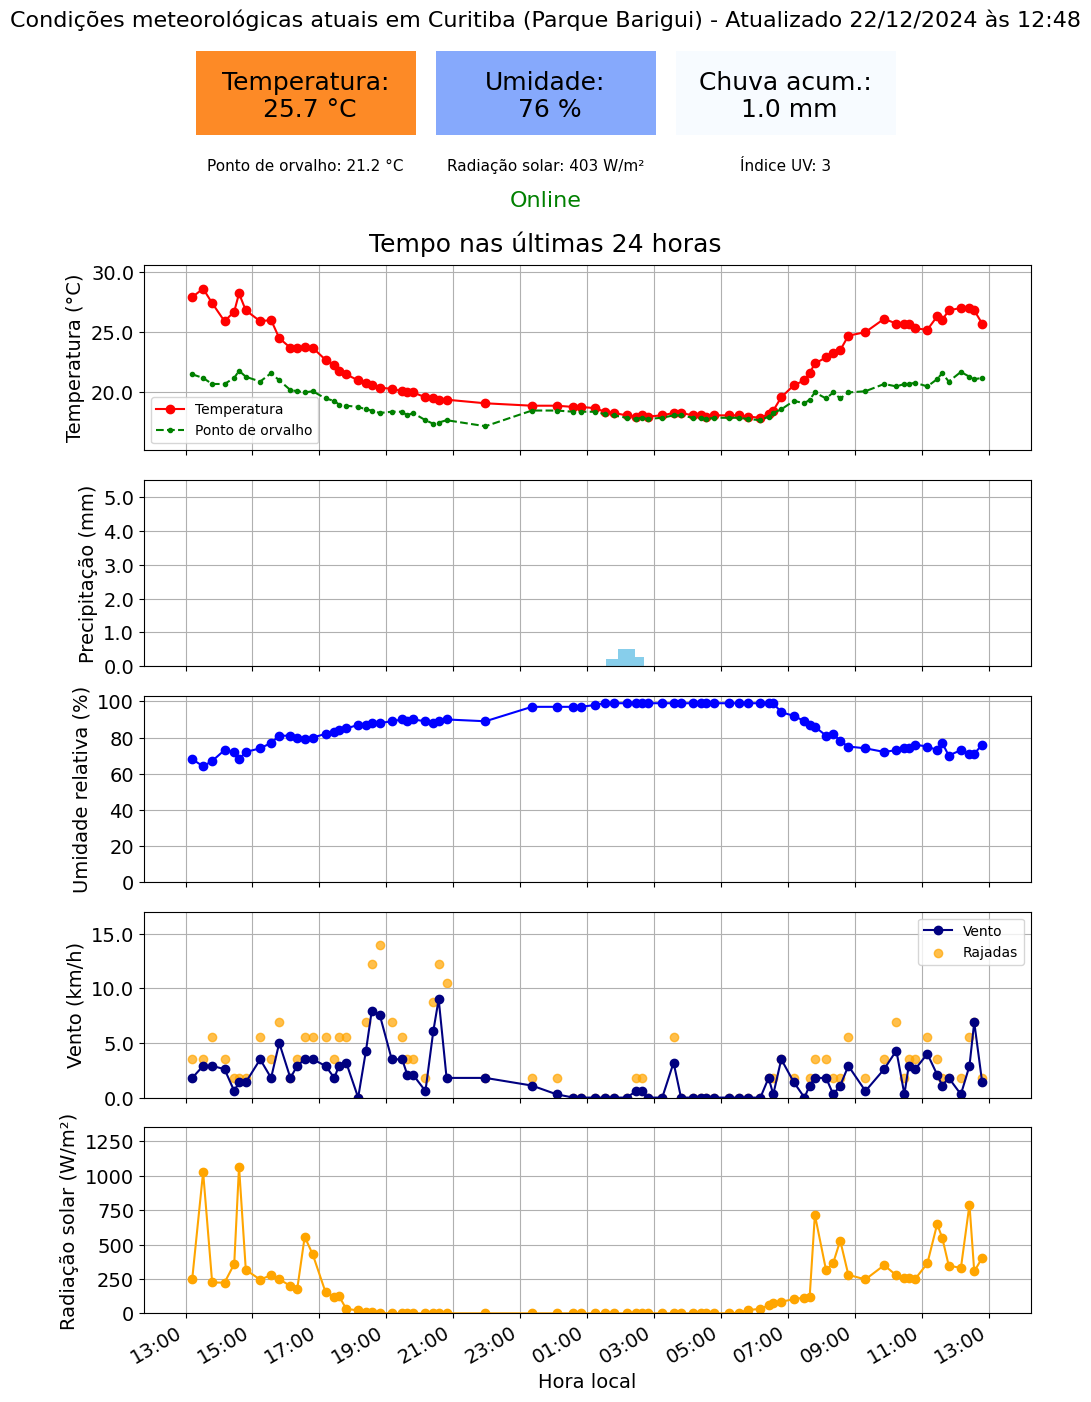 Condições meteorológicas atuais em Curitiba (Parque Barigui) - Atualizado 22/12/2024 às 12:48
Temperatura:
25.7 °C
Umidade:
76 %
Chuva acum.:
1.0 mm
Ponto de orvalho: 21.2 °C
Radiação solar: 403 W/m²
Índice UV: 3
Online
Tempo nas últimas 24 horas
Temperatura (°C)
30.0
25.0
20.0
Temperatura
Ponto de orvalho
Precipitação (mm)
5.0
4.0
3.0
2.0
1.0
0.0
Umidade relativa (%)
100
80
60
40
20
0
Vento (km/h)
15.0
10.0
5.0
0.0
Vento
Rajadas
Radiação solar (W/m²)
1250
1000
750
500
250
0
13:00
15:00
17:00
19:00
21:00
23:00
01:00
03:00
05:00
07:00
09:00
11:00
13:00
Hora local